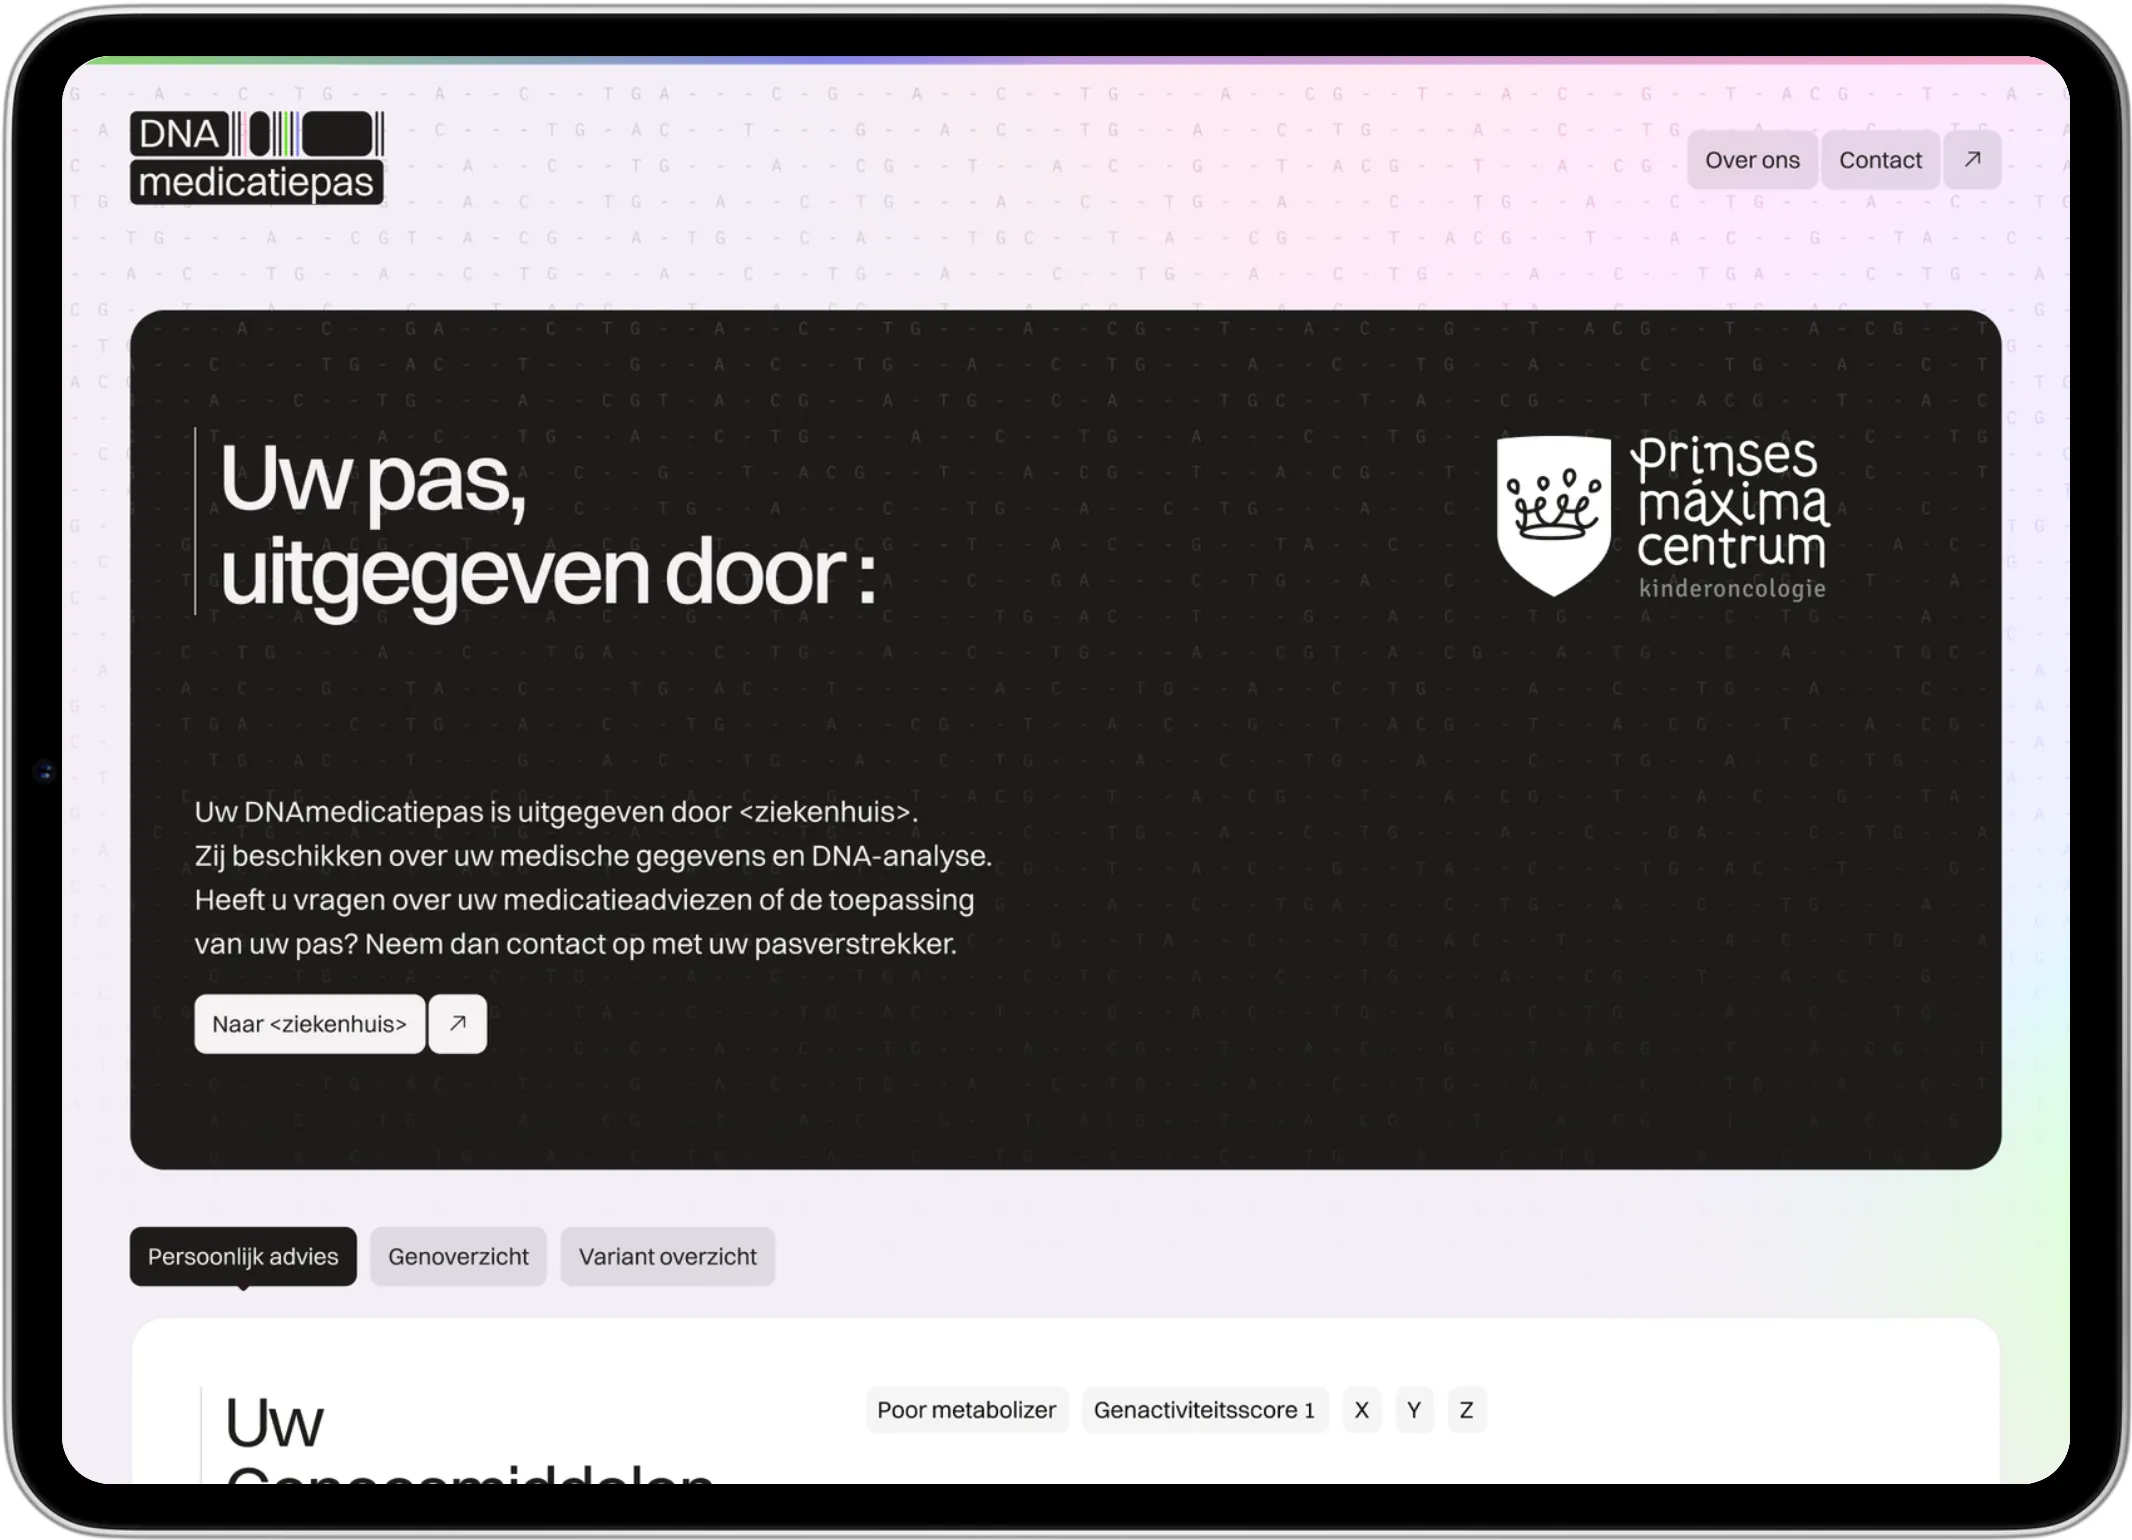 DNA
medicatiepas
Over ons
Contact
Uw pas,
uitgegeven door :
prinses
máxima
centrum
kinderoncologie
Uw DNAmedicatiepas is uitgegeven door <ziekenhuis>.
Zij beschikken over uw medische gegevens en DNA-analyse.
Heeft u vragen over uw medicatieadviezen of de toepassing
van uw pas? Neem dan contact op met uw pasverstrekker.
Naar <ziekenhuis>
Persoonlijk advies
Genoverzicht
Variant overzicht
Uw
Poor metabolizer
Genactiviteitsscore 1
X
Y
Z